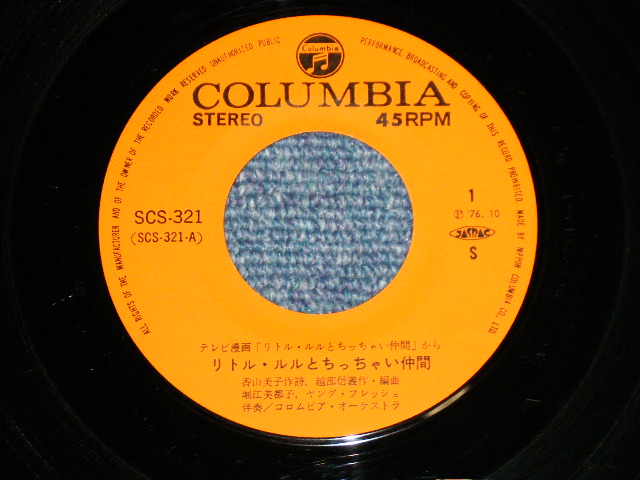 ALL RIGHTS OF THE MANUFACTURER AND OF THE OWNER OF THE RECORDED WORK RESERVED. UNAUTHORIZED PUBLIC PERFORMANCE, BROADCASTING AND COPYING OF THIS RECORD PROHIBITED. MADE BY NIPPON COLUMBIA CO., LTD.
Columbia
COLUMBIA
STEREO 45RPM
SCS-321
(SCS-321-A)
1
Ⓟ '76. 10
JASRAC
S
テレビ漫画「リトル・ルルとちっちゃい仲間」から
リトル・ルルとちっちゃい仲間
香山美子作詩、越部信義作・編曲
堀江美都子、ヤング・フレッシュ
伴奏/コロムビア・オーケストラ